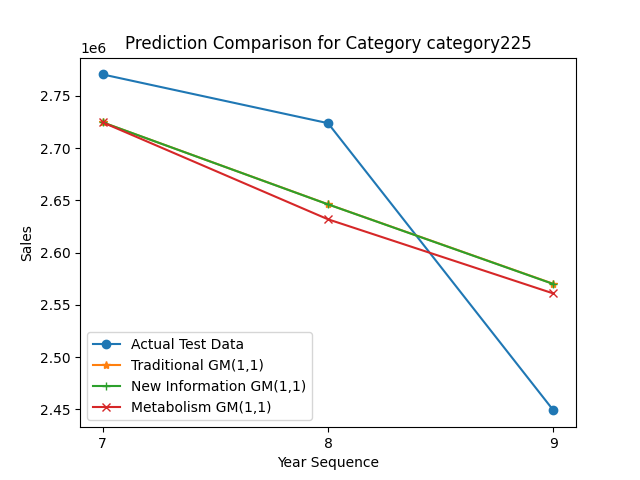 Prediction Comparison for Category category225
1e6
2.75
2.70
2.65
2.60
2.55
2.50
2.45
Sales
Actual Test Data
Traditional GM(1,1)
New Information GM(1,1)
Metabolism GM(1,1)
7
8
9
Year Sequence